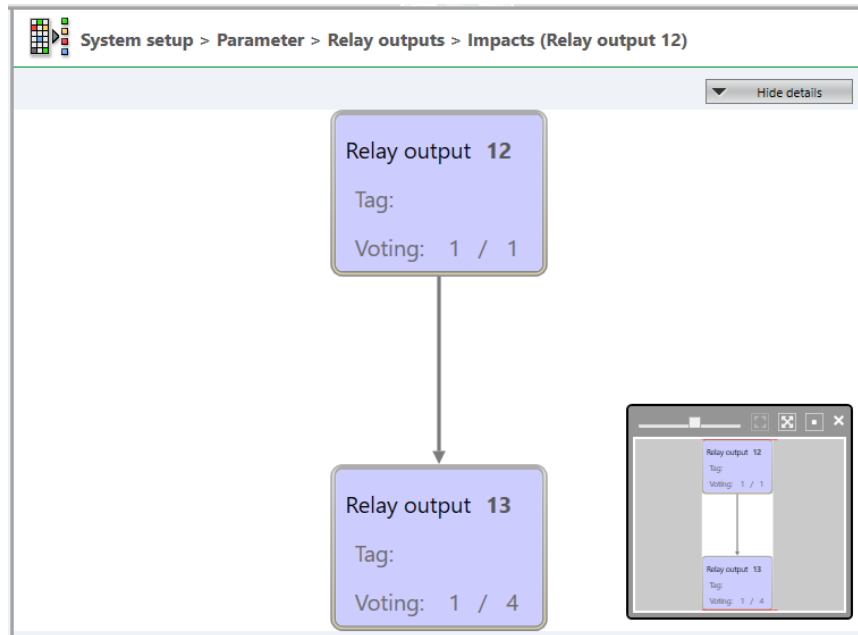 System setup > Parameter > Relay outputs > Impacts (Relay output 12)
Hide details
Relay output 12
Tag:
Voting: 1 / 1
Relay output 13
Tag:
Voting: 1 / 4
Relay output 12
Tag:
Voting: 1 / 1
Relay output 13
Tag:
Voting: 1 / 4